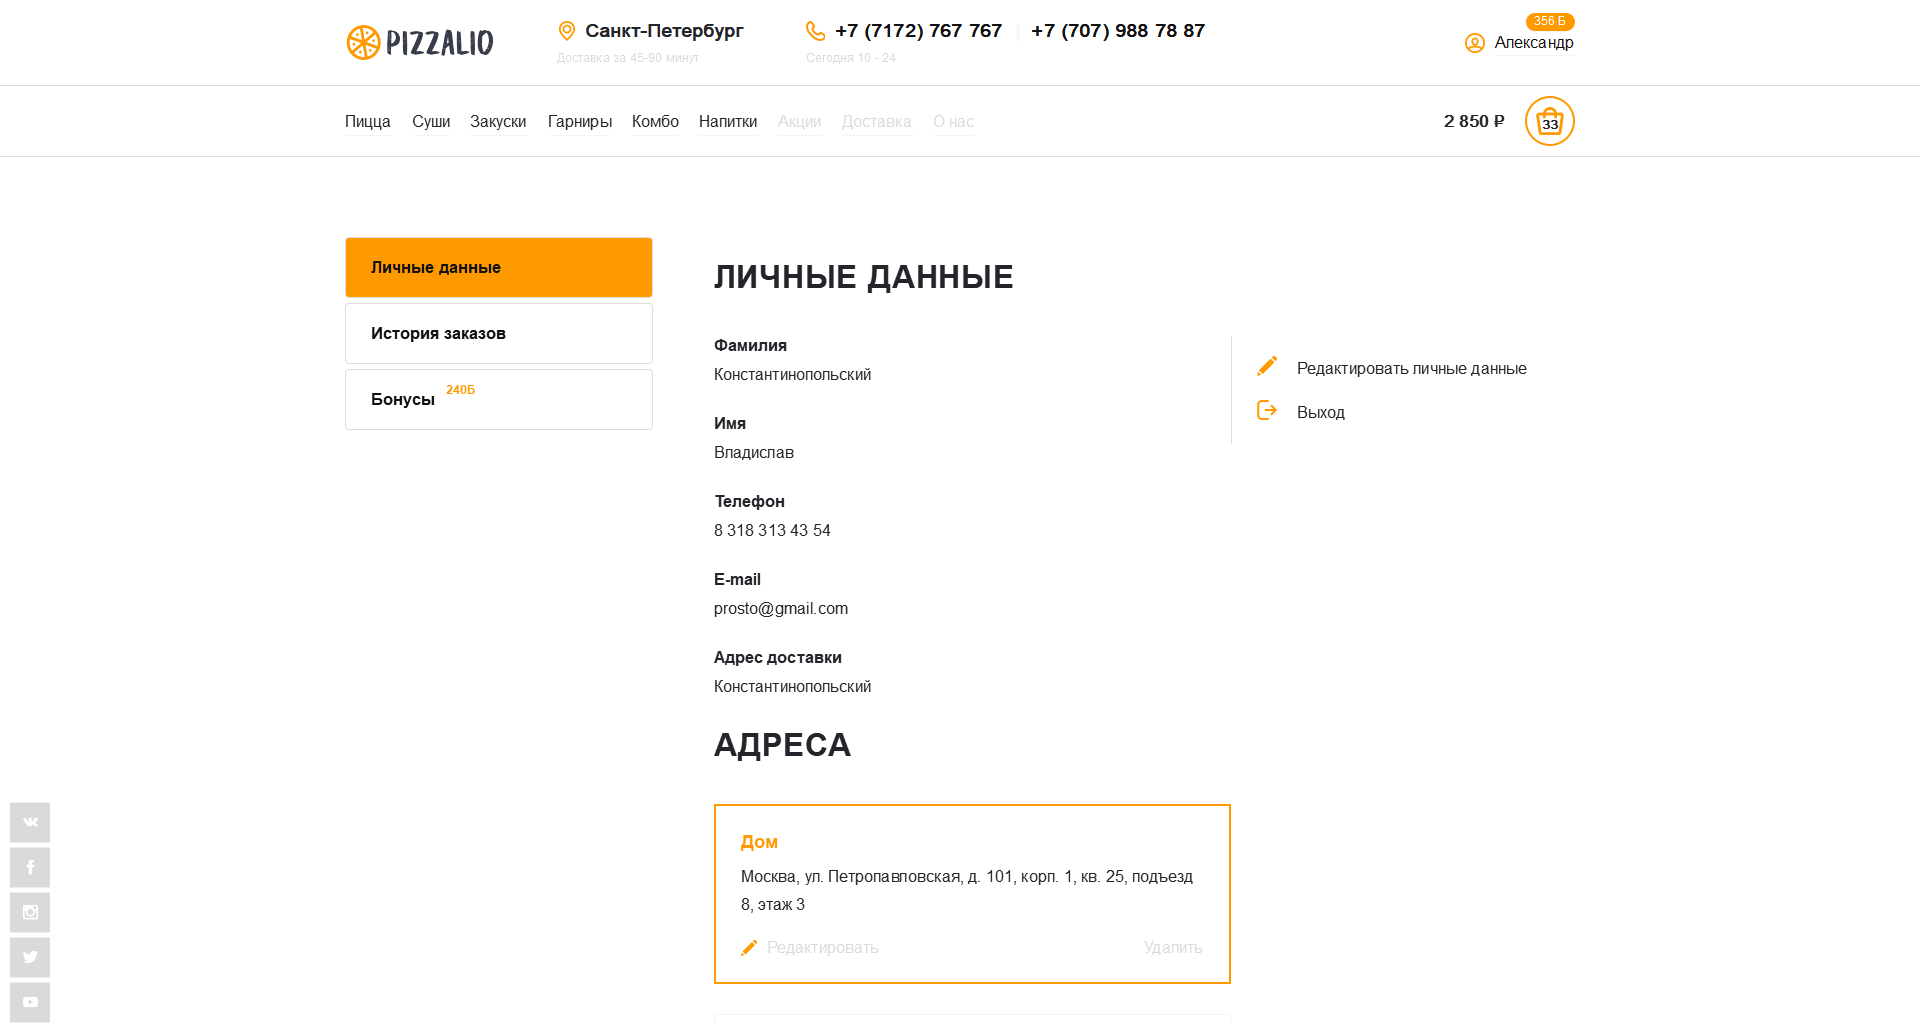 PIZZALIO
Санкт-Петербург
Доставка за 45-90 минут
+7 (7172) 767 767
+7 (707) 988 78 87
Сегодня 10 - 24
356 Б
Александр
Пицца
Суши
Закуски
Гарниры
Комбо
Напитки
Акции
Доставка
О нас
2 850 ₽
33
Личные данные
История заказов
Бонусы 240Б
ЛИЧНЫЕ ДАННЫЕ
Фамилия
Константинопольский
Имя
Владислав
Телефон
8 318 313 43 54
E-mail
prosto@gmail.com
Адрес доставки
Константинопольский
Редактировать личные данные
Выход
АДРЕСА
Дом
Москва, ул. Петропавловская, д. 101, корп. 1, кв. 25, подъезд
8, этаж 3
Редактировать
Удалить